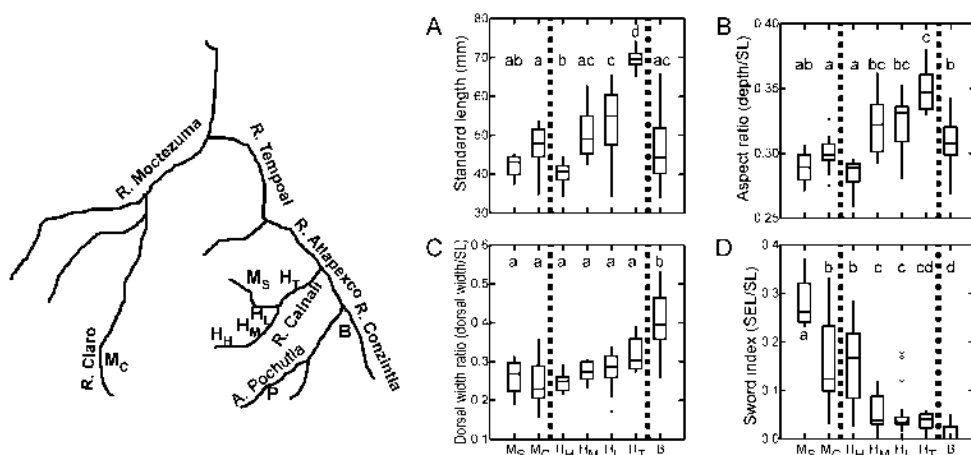 R. Moctezuma
R. Tempoal
R. Atlapexco
R. Conzintla
R. Calnali
A. Pochutla
R. Claro
MS HT
HL
HM
HH
B
MC
P
A
Standard length (mm)
80
70
60
50
40
30
ab a b ac c d ac
B
Aspect ratio (depth/SL)
0.40
0.35
0.30
0.25
ab a a bc bc c b
C
Dorsal width ratio (dorsal width/SL)
0.6
0.5
0.4
0.3
0.2
0.1
a a a a a a b
MS MC HH HM HL HT B
D
Sword index (SEL/SL)
0.4
0.3
0.2
0.1
0.0
a b b c c cd d
MS MC HH HM HL HT B